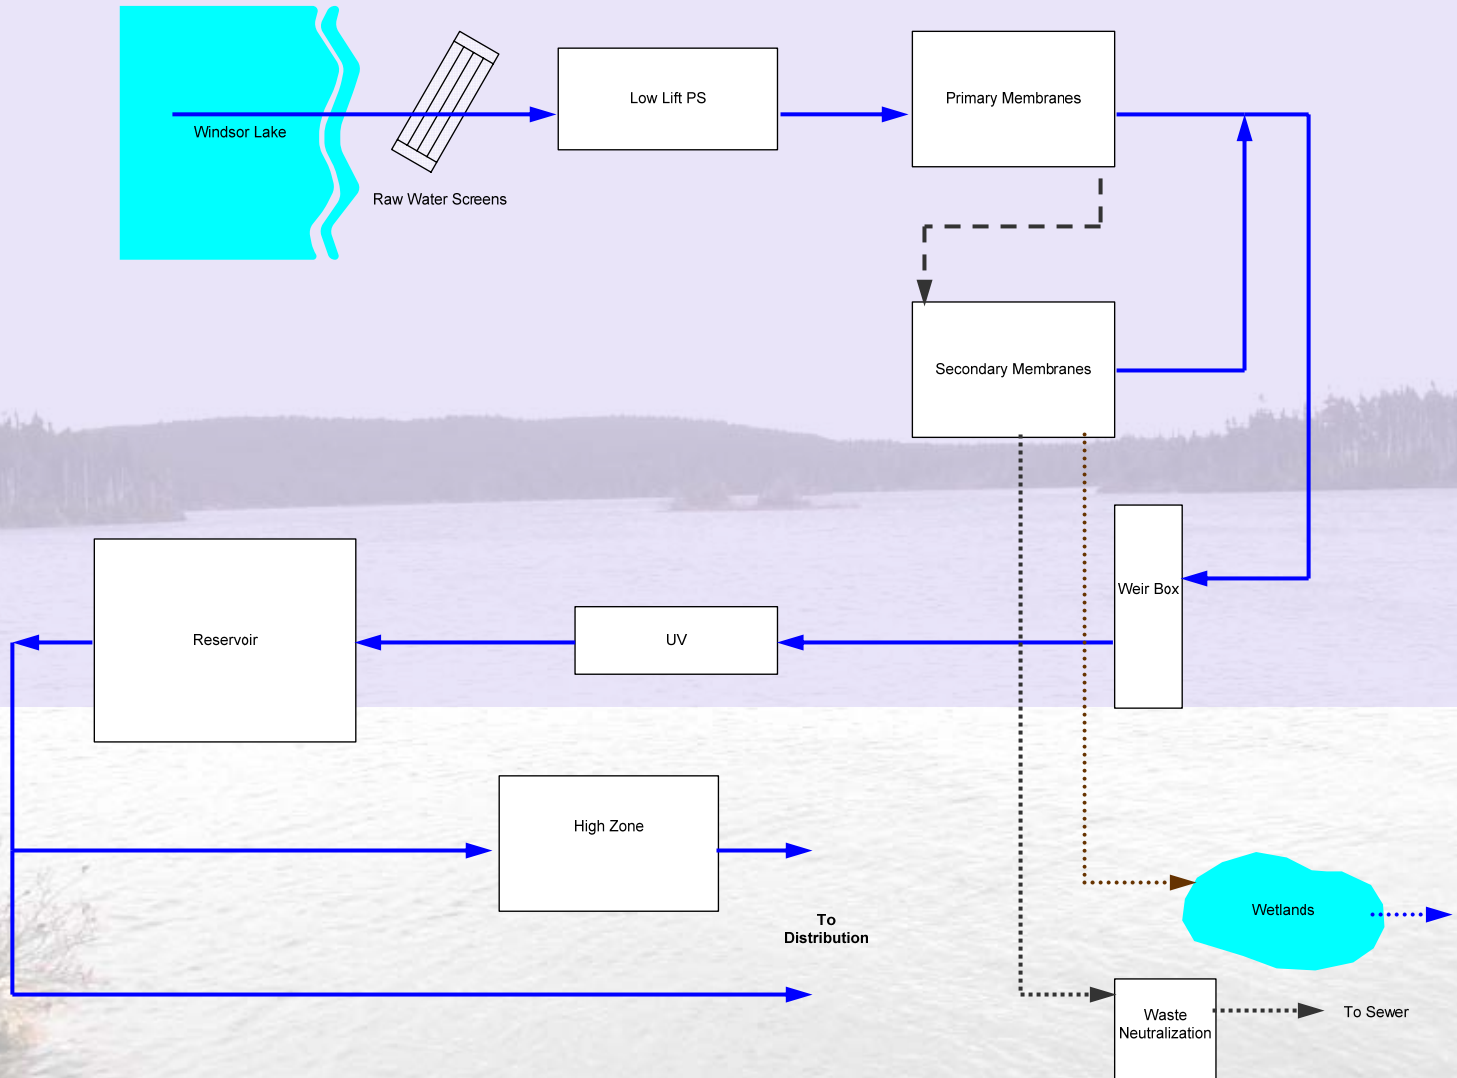 Low Lift PS
Primary Membranes
Windsor Lake
Raw Water Screens
Secondary Membranes
Weir Box
Reservoir
UV
High Zone
Wetlands
To
Distribution
Waste
Neutralization
To Sewer